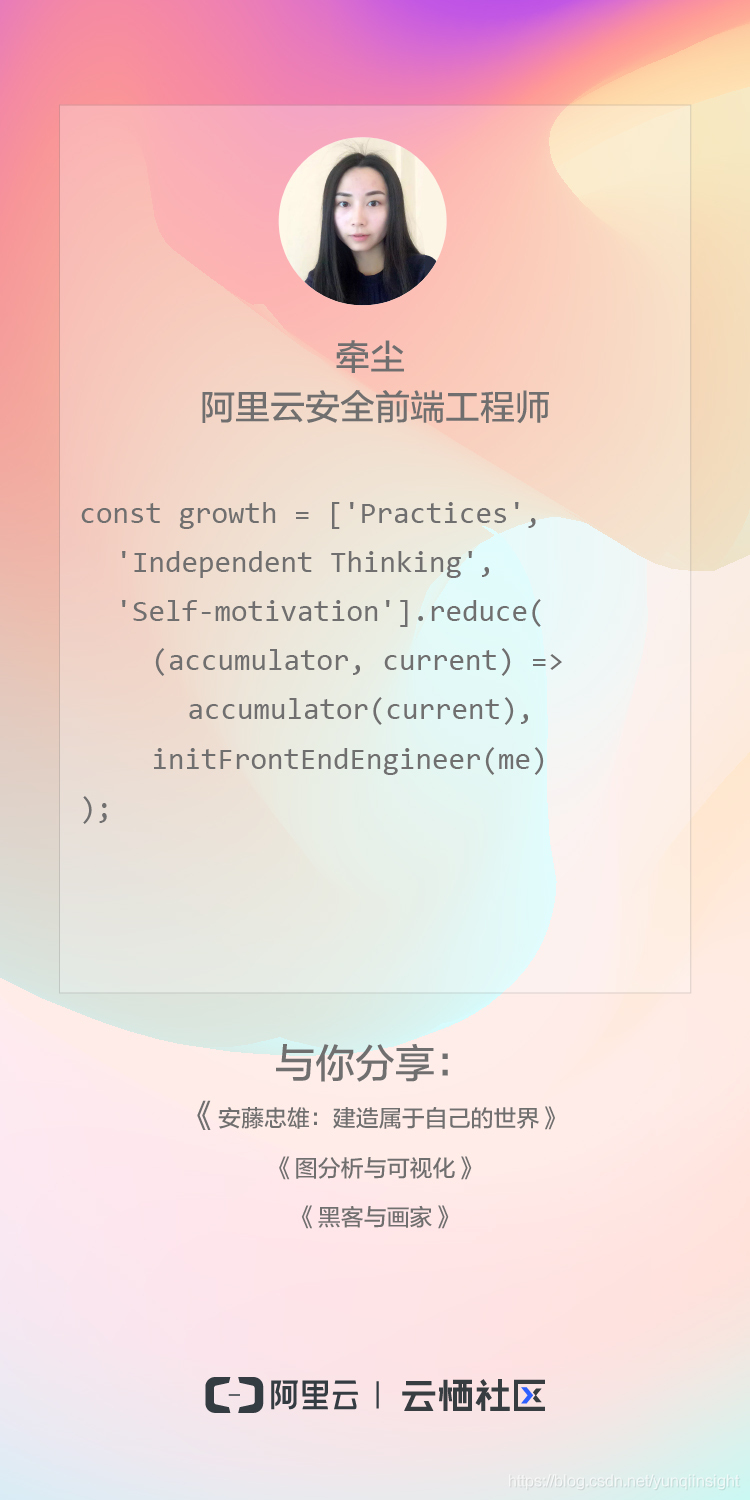 牵尘
阿里云安全前端工程师
const growth = ['Practices',
'Independent Thinking',
'Self-motivation'].reduce(
(accumulator, current) =>
accumulator(current),
initFrontEndEngineer(me)
);
与你分享：
《安藤忠雄：建造属于自己的世界》
《图分析与可视化》
《黑客与画家》
阿里云 | 云栖社区
https://blog.csdn.net/yunqiinsight